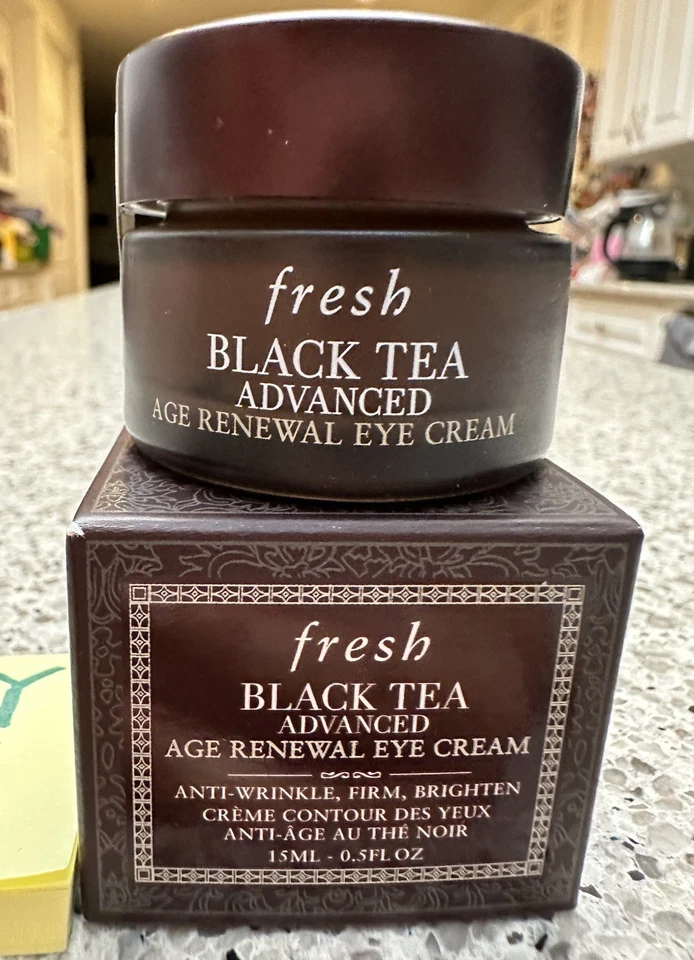 fresh
BLACK TEA
ADVANCED
AGE RENEWAL EYE CREAM
fresh
BLACK TEA
ADVANCED
AGE RENEWAL EYE CREAM
ANTI-WRINKLE, FIRM, BRIGHTEN
CRÈME CONTOUR DES YEUX
ANTI-ÂGE AU THÉ NOIR
15ML - 0.5FL OZ
Y